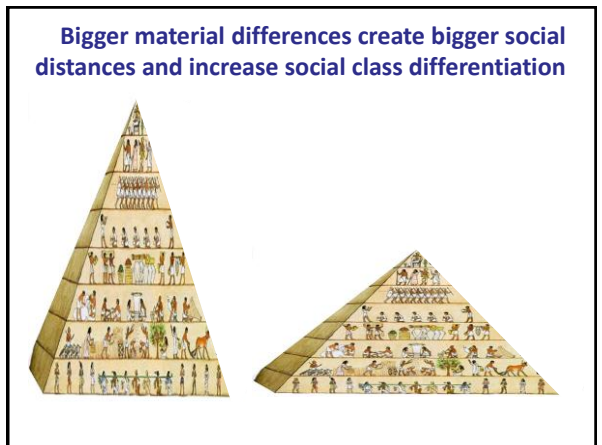 Bigger material differences create bigger social
distances and increase social class differentiation